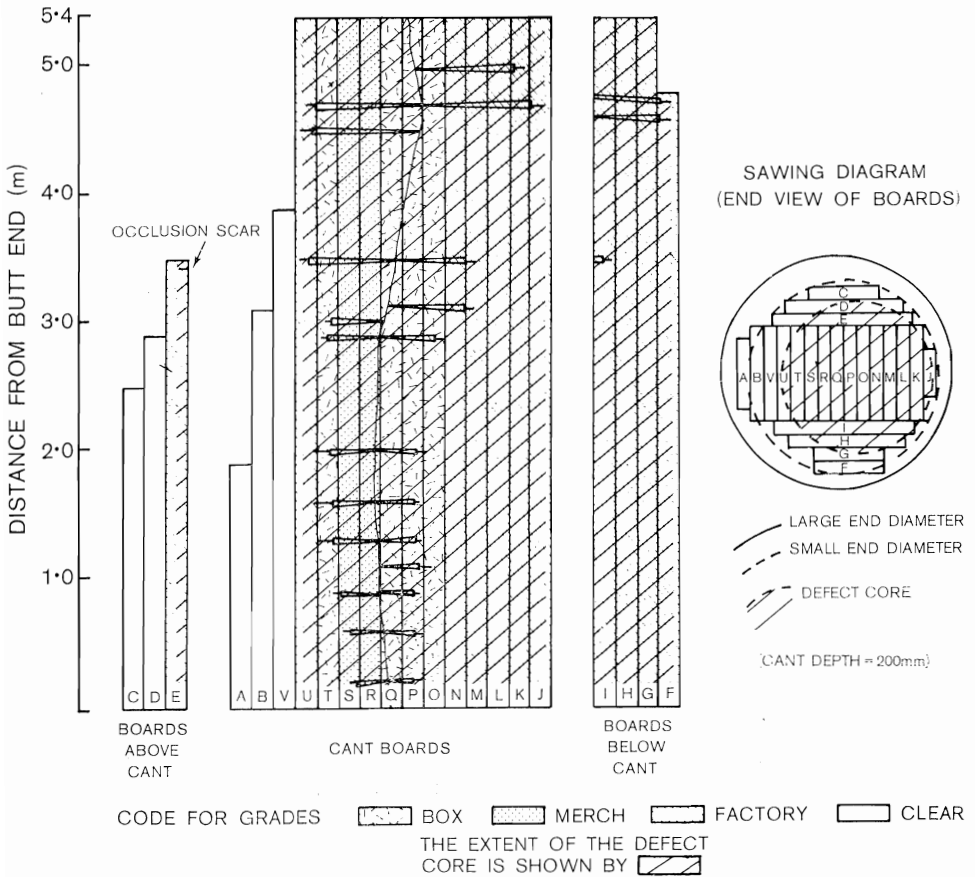 5·4
5·0
4·0
3·0
2·0
1·0
DISTANCE FROM BUTT END (m)
OCCLUSION SCAR
C D E
A B V U T S R Q P O N M L K J
I H G F
BOARDS
ABOVE
CANT
CANT BOARDS
BOARDS
BELOW
CANT
SAWING DIAGRAM
(END VIEW OF BOARDS)
C
D
E
A B V U T S R Q P O N M L K J
I
H
G
F
LARGE END DIAMETER
SMALL END DIAMETER
DEFECT CORE
(CANT DEPTH = 200mm)
CODE FOR GRADES BOX MERCH FACTORY CLEAR
THE EXTENT OF THE DEFECT
CORE IS SHOWN BY